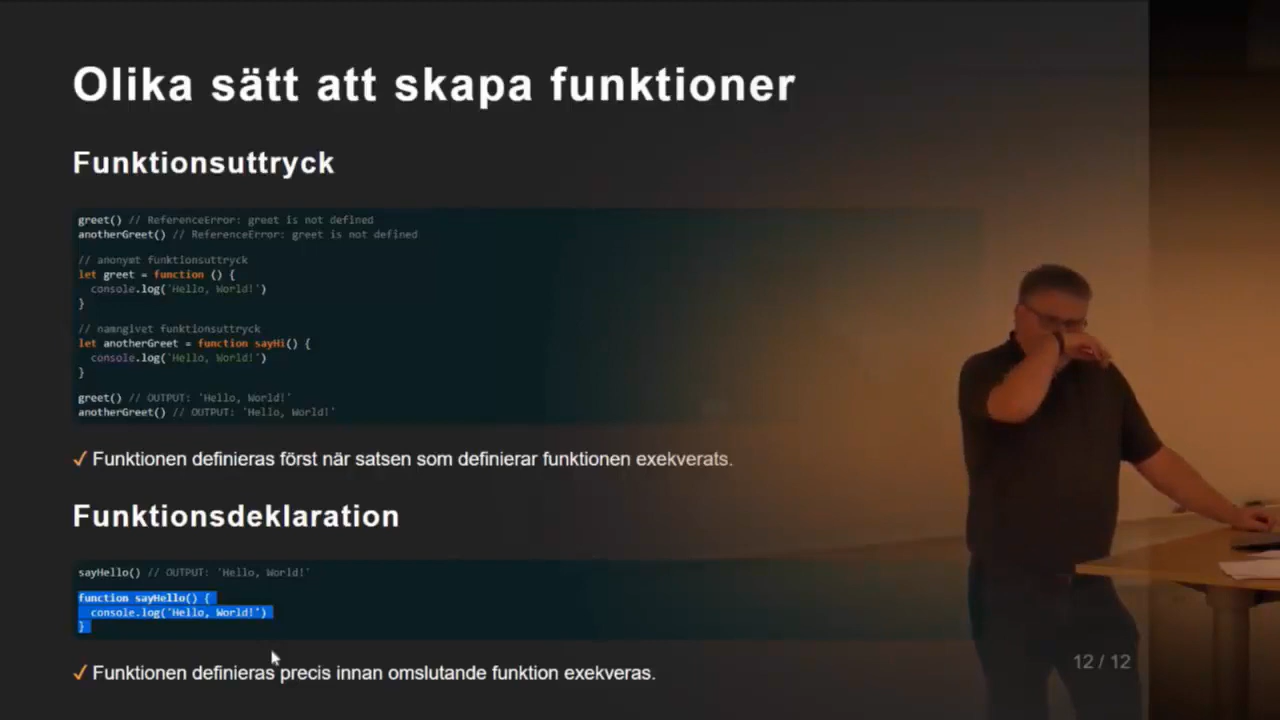 Olika sätt att skapa funktioner
Funktionsuttryck
greet() // ReferenceError: greet is not defined
anotherGreet() // ReferenceError: greet is not defined
// anonymt funktionsuttryck
let greet = function () {
console.log('Hello, World!')
}
// namngivet funktionsuttryck
let anotherGreet = function sayHi() {
console.log('Hello, World!')
}
greet() // OUTPUT: 'Hello, World!'
anotherGreet() // OUTPUT: 'Hello, World!'
✓ Funktionen definieras först när satsen som definierar funktionen exekverats.
Funktionsdeklaration
sayHello() // OUTPUT: 'Hello, World!'
function sayHello() {
console.log('Hello, World!')
}
✓ Funktionen definieras precis innan omslutande funktion exekveras.
12 / 12